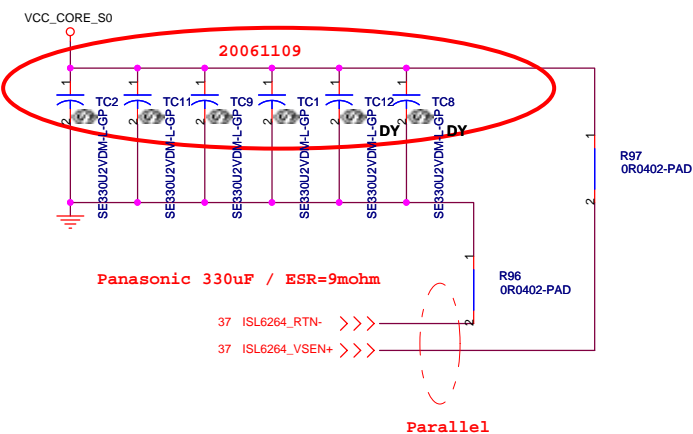 VCC_CORE_S0
20061109
1 1 1 1 1 1
TC2 TC11 TC9 TC1 TC12 TC8
2 2 2 2 2 2
DY DY
SE330U2VDM-L-GP SE330U2VDM-L-GP SE330U2VDM-L-GP SE330U2VDM-L-GP SE330U2VDM-L-GP SE330U2VDM-L-GP
1
R97
0R0402-PAD
2
1
R96
0R0402-PAD
2
Panasonic 330uF / ESR=9mohm
37 ISL6264_RTN-
37 ISL6264_VSEN+
Parallel